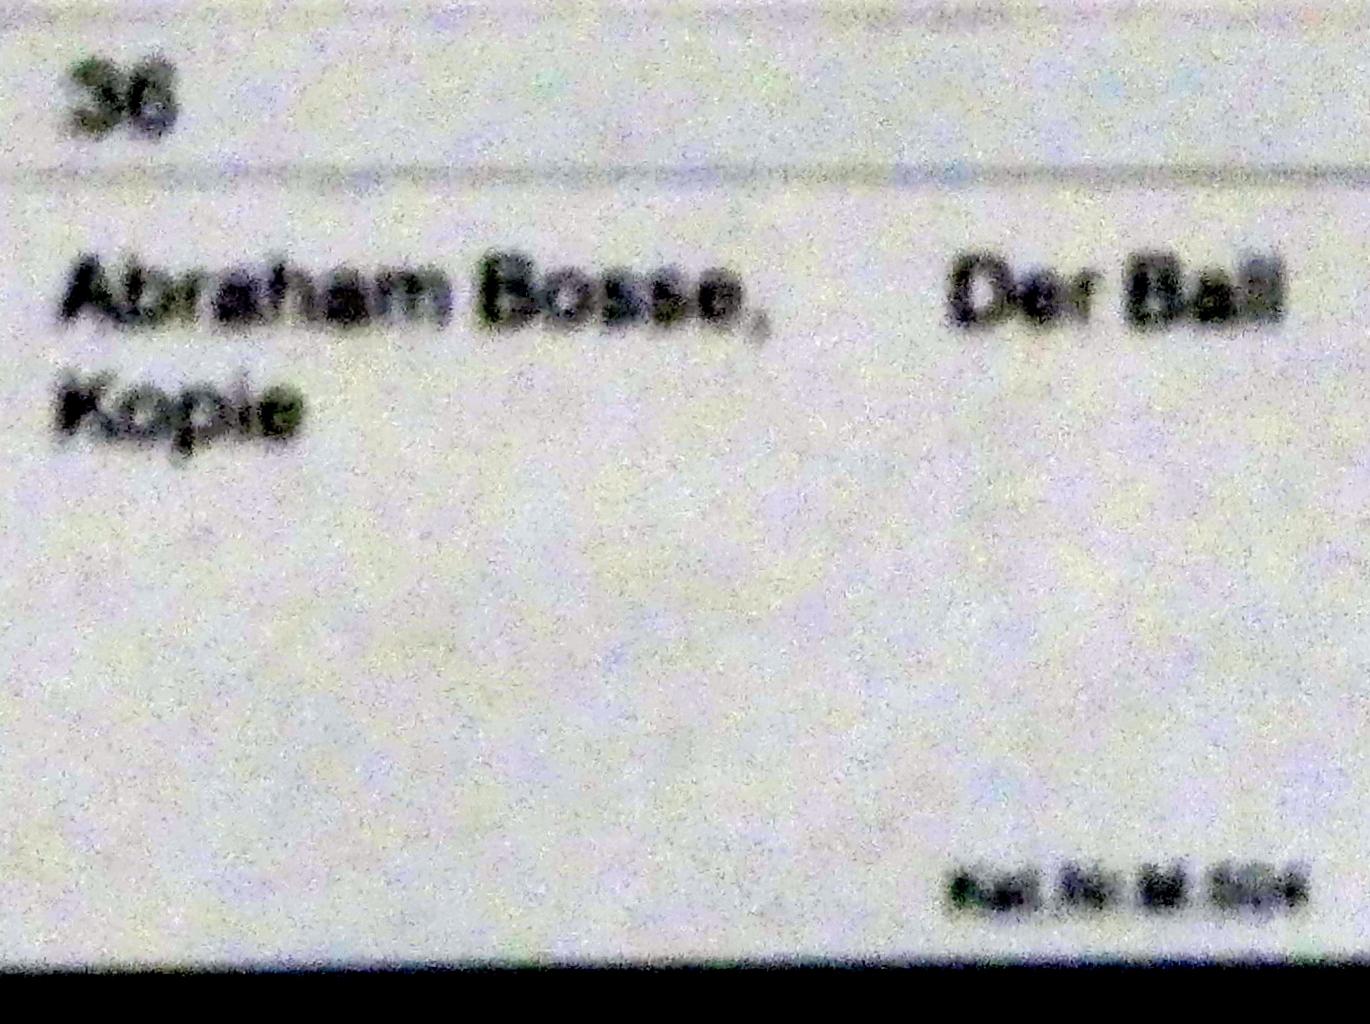 36
Abraham Bosse, Der Ball
Kopie